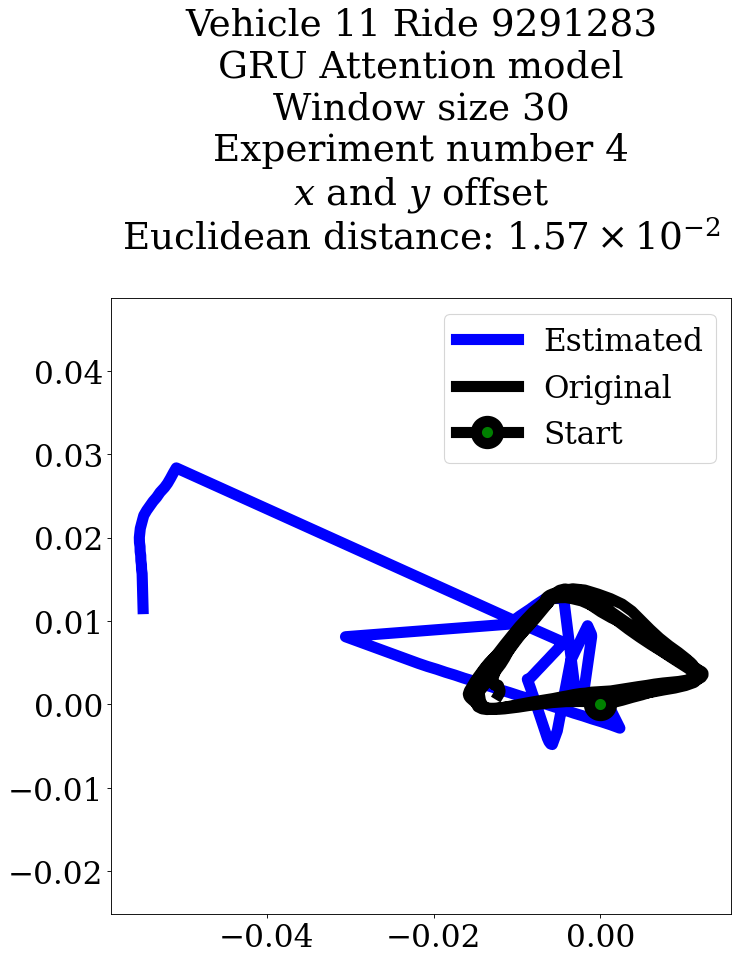 Vehicle 11 Ride 9291283
GRU Attention model
Window size 30
Experiment number 4
x and y offset
Euclidean distance: 1.57 × 10⁻²
Estimated
Original
Start
0.04
0.03
0.02
0.01
0.00
−0.01
−0.02
−0.04
−0.02
0.00